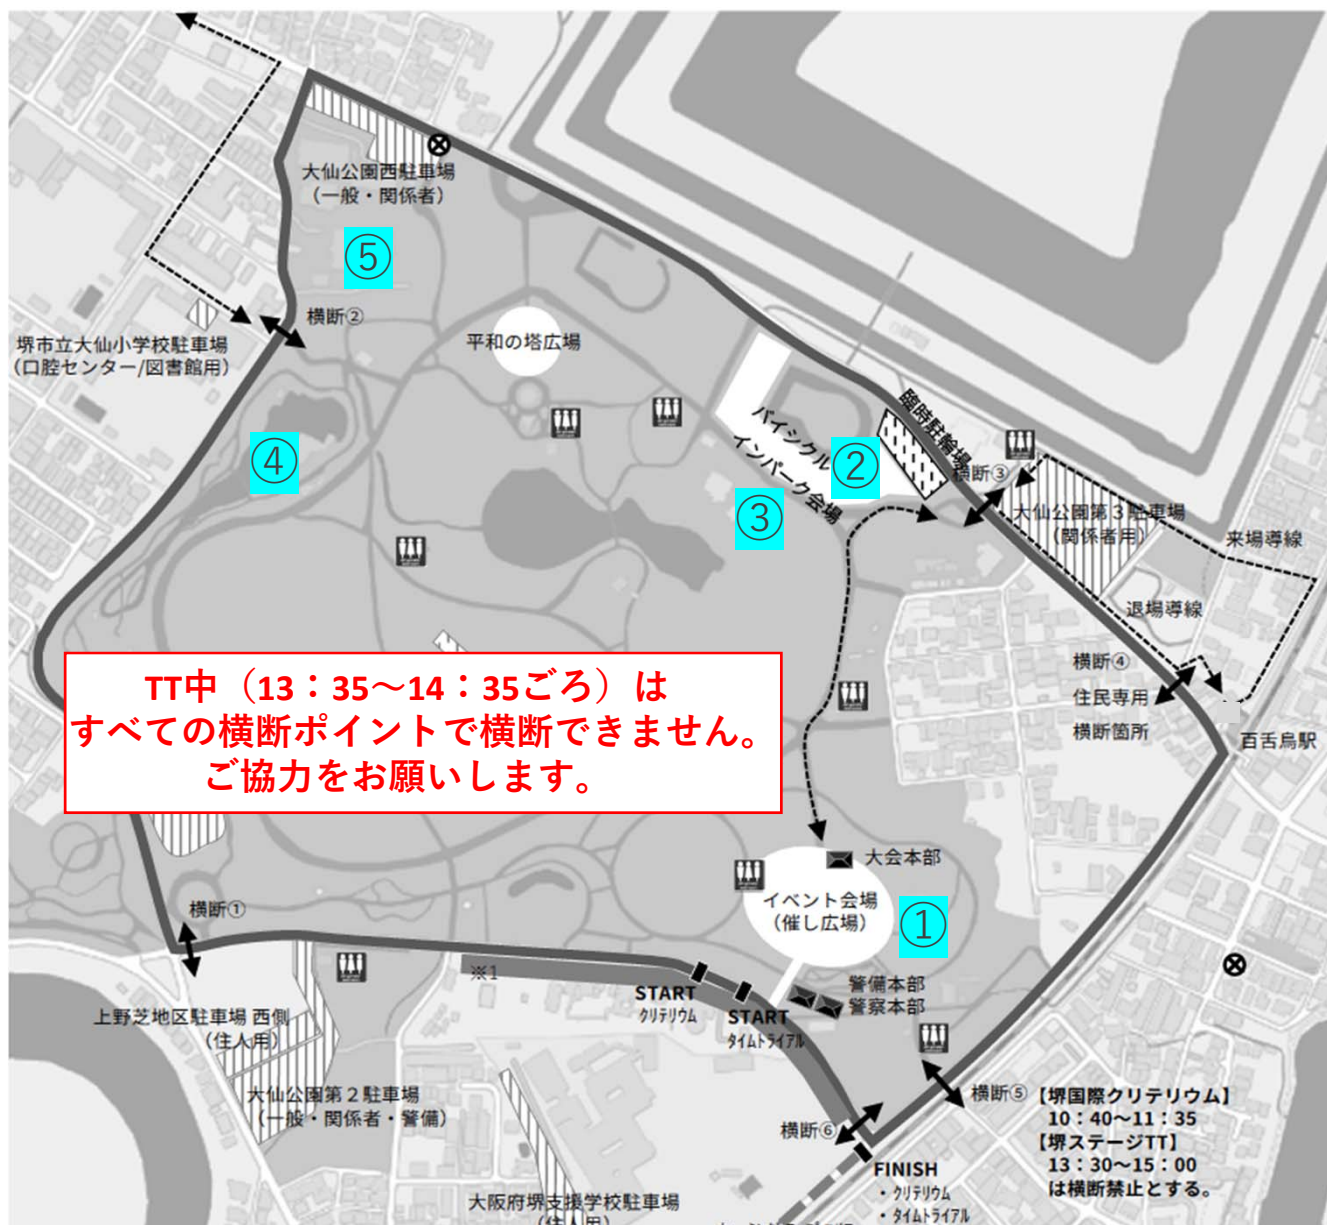 大仙公園西駐車場
（一般・関係者）
⑤
横断②
堺市立大仙小学校駐車場
（口腔センター/図書館用）
平和の塔広場
④
バイシクル
インパーク会場
②
③
臨時駐輪場
横断③
大仙公園第３駐車場
（関係者用）
来場導線
退場導線
横断④
住民専用
横断箇所
百舌鳥駅
TT中（13：35～14：35ごろ）は
すべての横断ポイントで横断できません。
ご協力をお願いします。
大会本部
イベント会場
（催し広場）
①
横断①
※1
START
クリテリウム
START
タイムトライアル
警備本部
警察本部
上野芝地区駐車場 西側
（住人用）
大仙公園第２駐車場
（一般・関係者・警備）
横断⑤
横断⑥
【堺国際クリテリウム】
10：40～11：35
【堺ステージTT】
13：30～15：00
は横断禁止とする。
FINISH
・クリテリウム
・タイムトライアル
大阪府堺支援学校駐車場
（住人用）